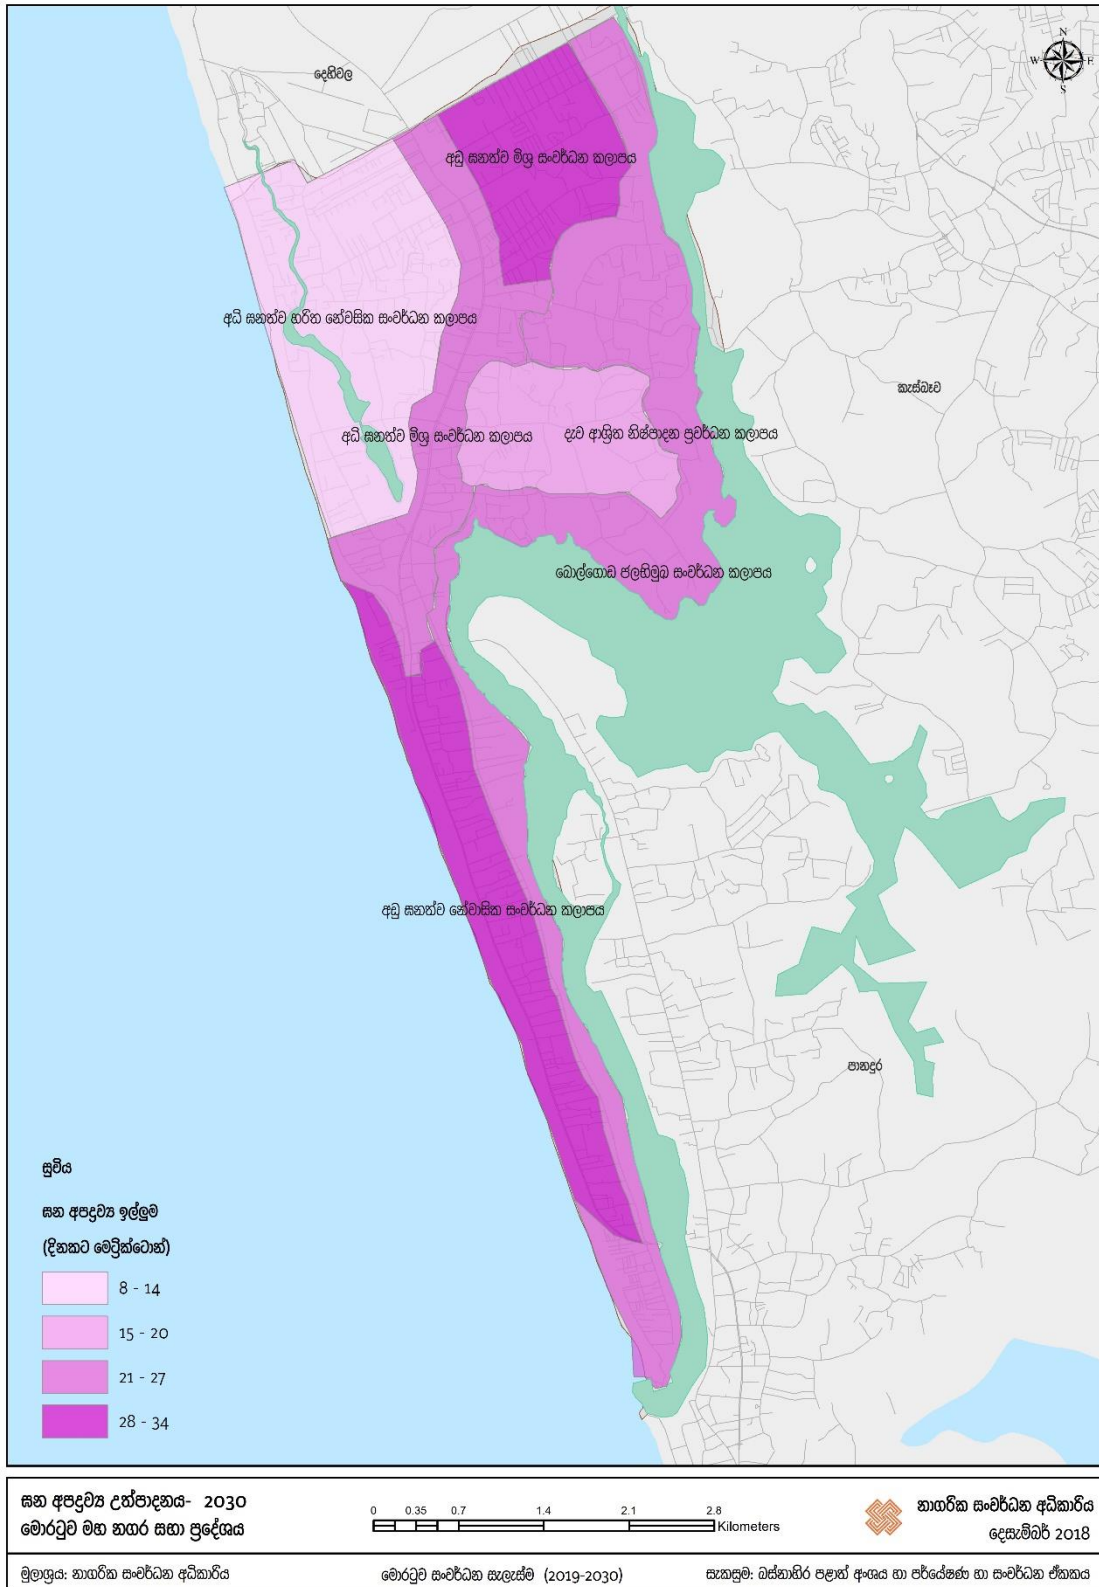 දෙහිවල
N
W E
S
අඩු ඝනත්ව මිශ්‍ර සංවර්ධන කලාපය
අධි ඝනත්ව හරිත නේවාසික සංවර්ධන කලාපය
කැස්බෑව
අධි ඝනත්ව මිශ්‍ර සංවර්ධන කලාපය
දැව ආශ්‍රිත නිෂ්පාදන ප්‍රවර්ධන කලාපය
බොල්ගොඩ ජලභිමුඛ සංවර්ධන කලාපය
අඩු ඝනත්ව නේවාසික සංවර්ධන කලාපය
පානදුර
සුචිය
ඝන අපද්‍රව්‍ය ඉල්ලුම
(දිනකට මෙට්‍රික්ටොන්)
8 - 14
15 - 20
21 - 27
28 - 34
ඝන අපද්‍රව්‍ය උත්පාදනය- 2030
මොරටුව මහ නගර සභා ප්‍රදේශය
0 0.35 0.7 1.4 2.1 2.8
Kilometers
නාගරික සංවර්ධන අධිකාරිය
දෙසැම්බර් 2018
මූලාශ්‍රය: නාගරික සංවර්ධන අධිකාරිය
මොරටුව සංවර්ධන සැලැස්ම (2019-2030)
සැකසුම: බස්නාහිර පළාත් අංශය හා පර්යේෂණ හා සංවර්ධන ඒකකය